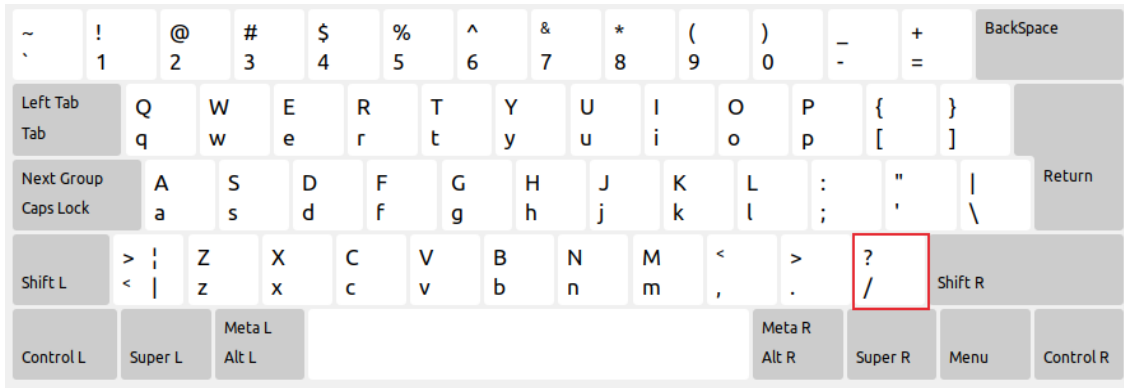 ~ ! @ # $ % ^ & * ( ) _ + BackSpace
` 1 2 3 4 5 6 7 8 9 0 - =
Left Tab Q W E R T Y U I O P { }
Tab q w e r t y u i o p [ ]
Next Group A S D F G H J K L : " | Return
Caps Lock a s d f g h j k l ; ' \
> ¦ Z X C V B N M < > ?
Shift L < | z x c v b n m , . / Shift R
Meta L Meta R
Control L Super L Alt L Alt R Super R Menu Control R